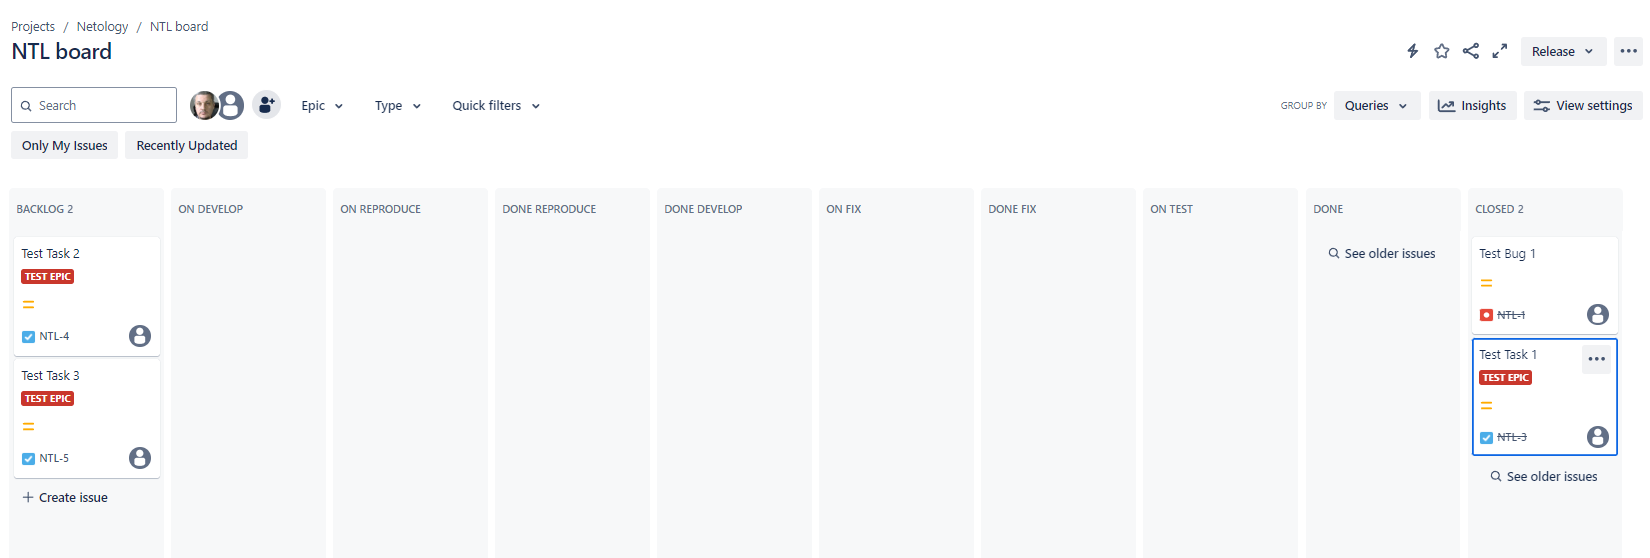 Projects / Netology / NTL board
NTL board
Release
Search
Epic
Type
Quick filters
GROUP BY
Queries
Insights
View settings
Only My Issues
Recently Updated
BACKLOG 2
Test Task 2
TEST EPIC
NTL-4
Test Task 3
TEST EPIC
NTL-5
Create issue
ON DEVELOP
ON REPRODUCE
DONE REPRODUCE
DONE DEVELOP
ON FIX
DONE FIX
ON TEST
DONE
See older issues
CLOSED 2
Test Bug 1
NTL-1
Test Task 1
TEST EPIC
NTL-3
See older issues